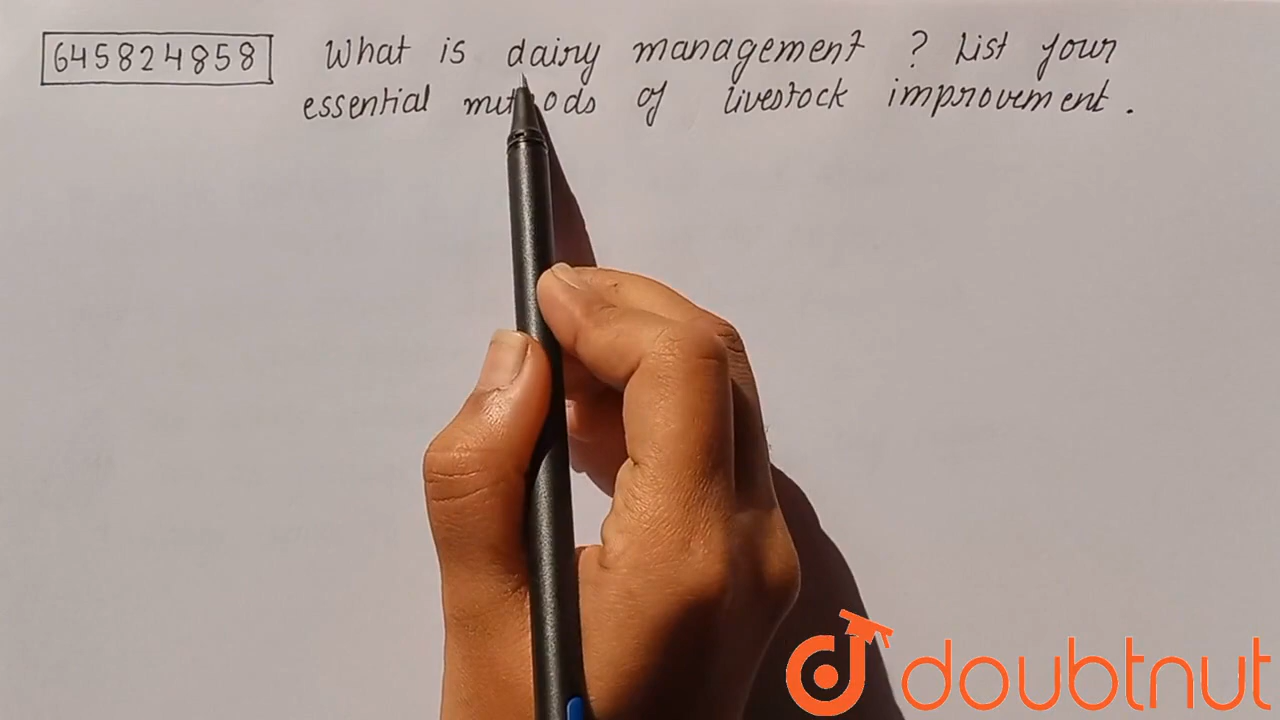 645824858 What is dairy management ? List four
essential methods of livestock improvement .
doubtnut